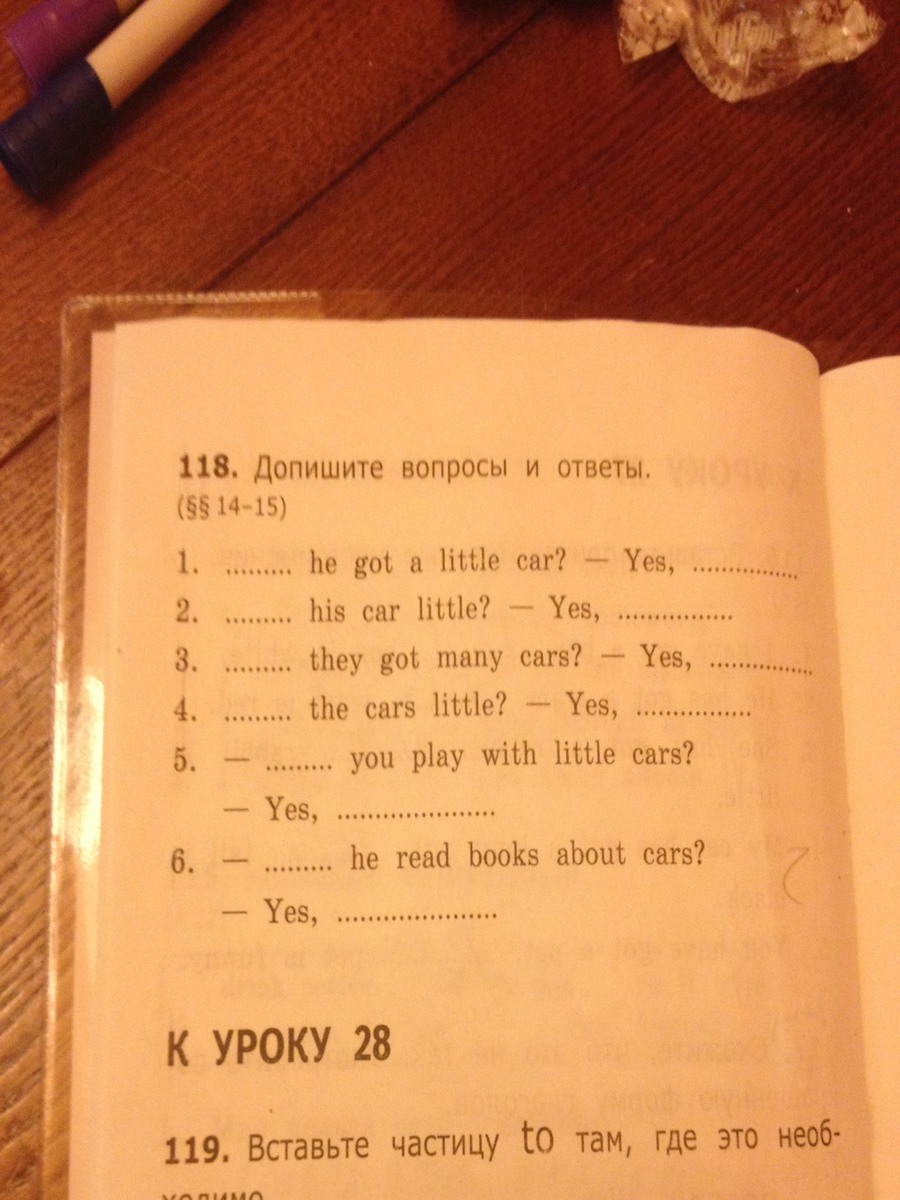 118. Допишите вопросы и ответы.
(§§ 14–15)
1. ......... he got a little car? — Yes, ..............
2. ......... his car little? — Yes, ...............
3. ......... they got many cars? — Yes, ..............
4. ......... the cars little? — Yes, ...............
5. — ......... you play with little cars?
— Yes, .....................
6. — ......... he read books about cars?
— Yes, .....................
К УРОКУ 28
119. Вставьте частицу to там, где это необ-
ходимо